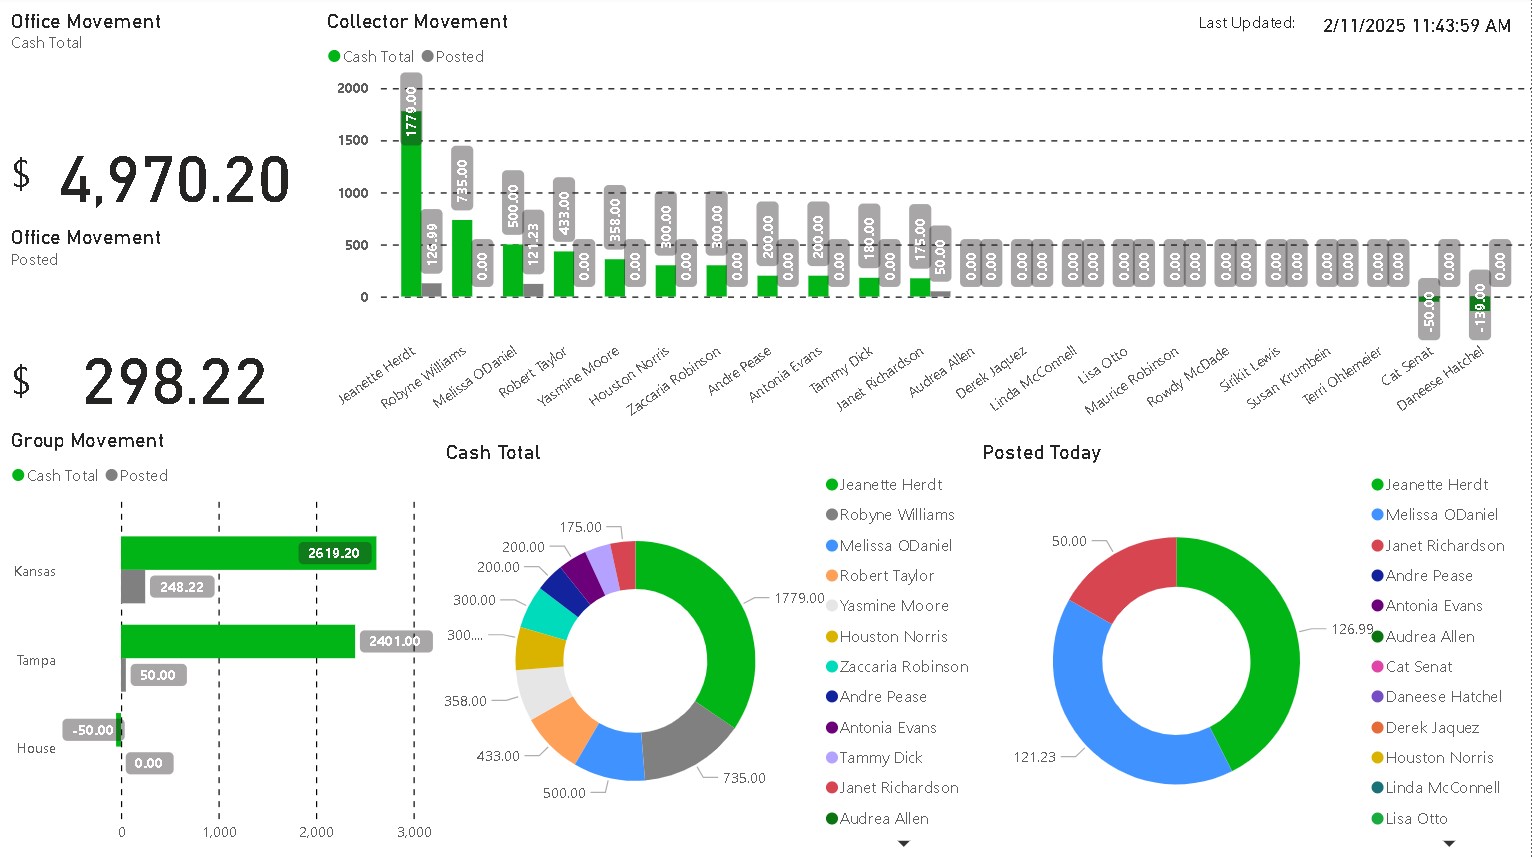 Office Movement
Cash Total
$ 4,970.20
Office Movement
Posted
$ 298.22
Collector Movement
Last Updated: 2/11/2025 11:43:59 AM
Cash Total Posted
2000
1500
1000
500
0
1779.00 126.99 735.00 0.00 500.00 121.23 433.00 0.00 358.00 0.00 300.00 0.00 300.00 0.00 200.00 0.00 200.00 0.00 180.00 0.00 175.00 50.00 0.00 0.00 0.00 0.00 0.00 0.00 0.00 0.00 0.00 0.00 0.00 0.00 0.00 0.00 0.00 0.00 0.00 0.00 -50.00 0.00 -139.00 0.00
Jeanette Herdt
Robyne Williams
Melissa ODaniel
Robert Taylor
Yasmine Moore
Houston Norris
Zaccaria Robinson
Andre Pease
Antonia Evans
Tammy Dick
Janet Richardson
Audrea Allen
Derek Jaquez
Linda McConnell
Lisa Otto
Maurice Robinson
Rowdy McDade
Sirikit Lewis
Susan Krumbein
Terri Ohlemeier
Cat Senat
Daneese Hatchel
Group Movement
Cash Total Posted
Kansas
2619.20
248.22
Tampa
2401.00
50.00
House
-50.00
0.00
0 1,000 2,000 3,000
Cash Total
175.00
200.00
200.00
300.00
300....
358.00
433.00
500.00
735.00
1779.00
Jeanette Herdt
Robyne Williams
Melissa ODaniel
Robert Taylor
Yasmine Moore
Houston Norris
Zaccaria Robinson
Andre Pease
Antonia Evans
Tammy Dick
Janet Richardson
Audrea Allen
Posted Today
50.00
126.99
121.23
Jeanette Herdt
Melissa ODaniel
Janet Richardson
Andre Pease
Antonia Evans
Audrea Allen
Cat Senat
Daneese Hatchel
Derek Jaquez
Houston Norris
Linda McConnell
Lisa Otto